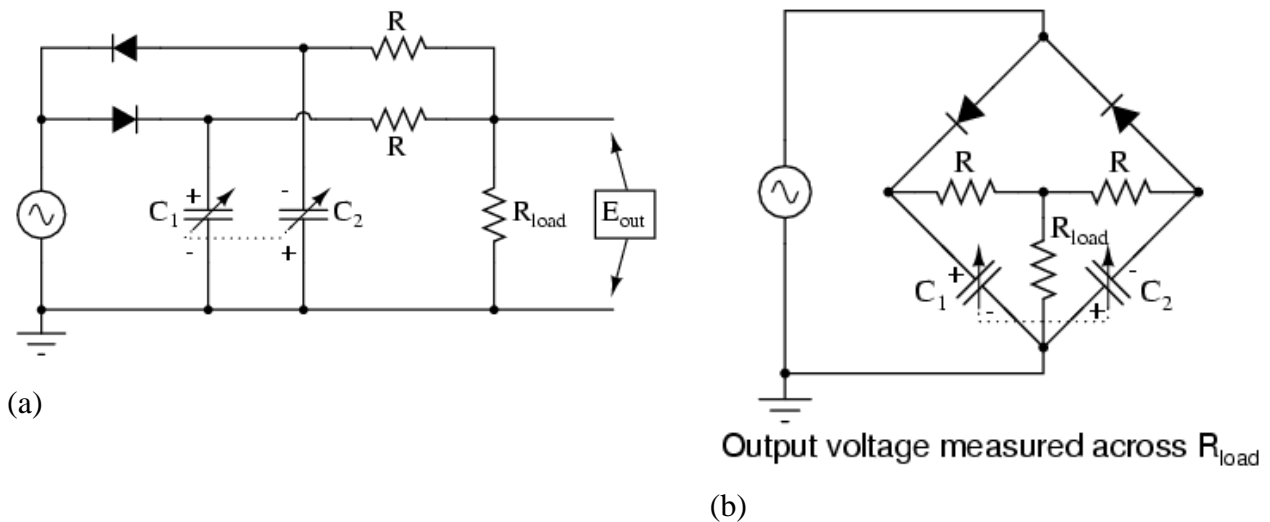 R
R
+
-
C1
C2
-
+
Rload
Eout
(a)
R
R
Rload
+
-
C1
C2
-
+
Output voltage measured across Rload
(b)